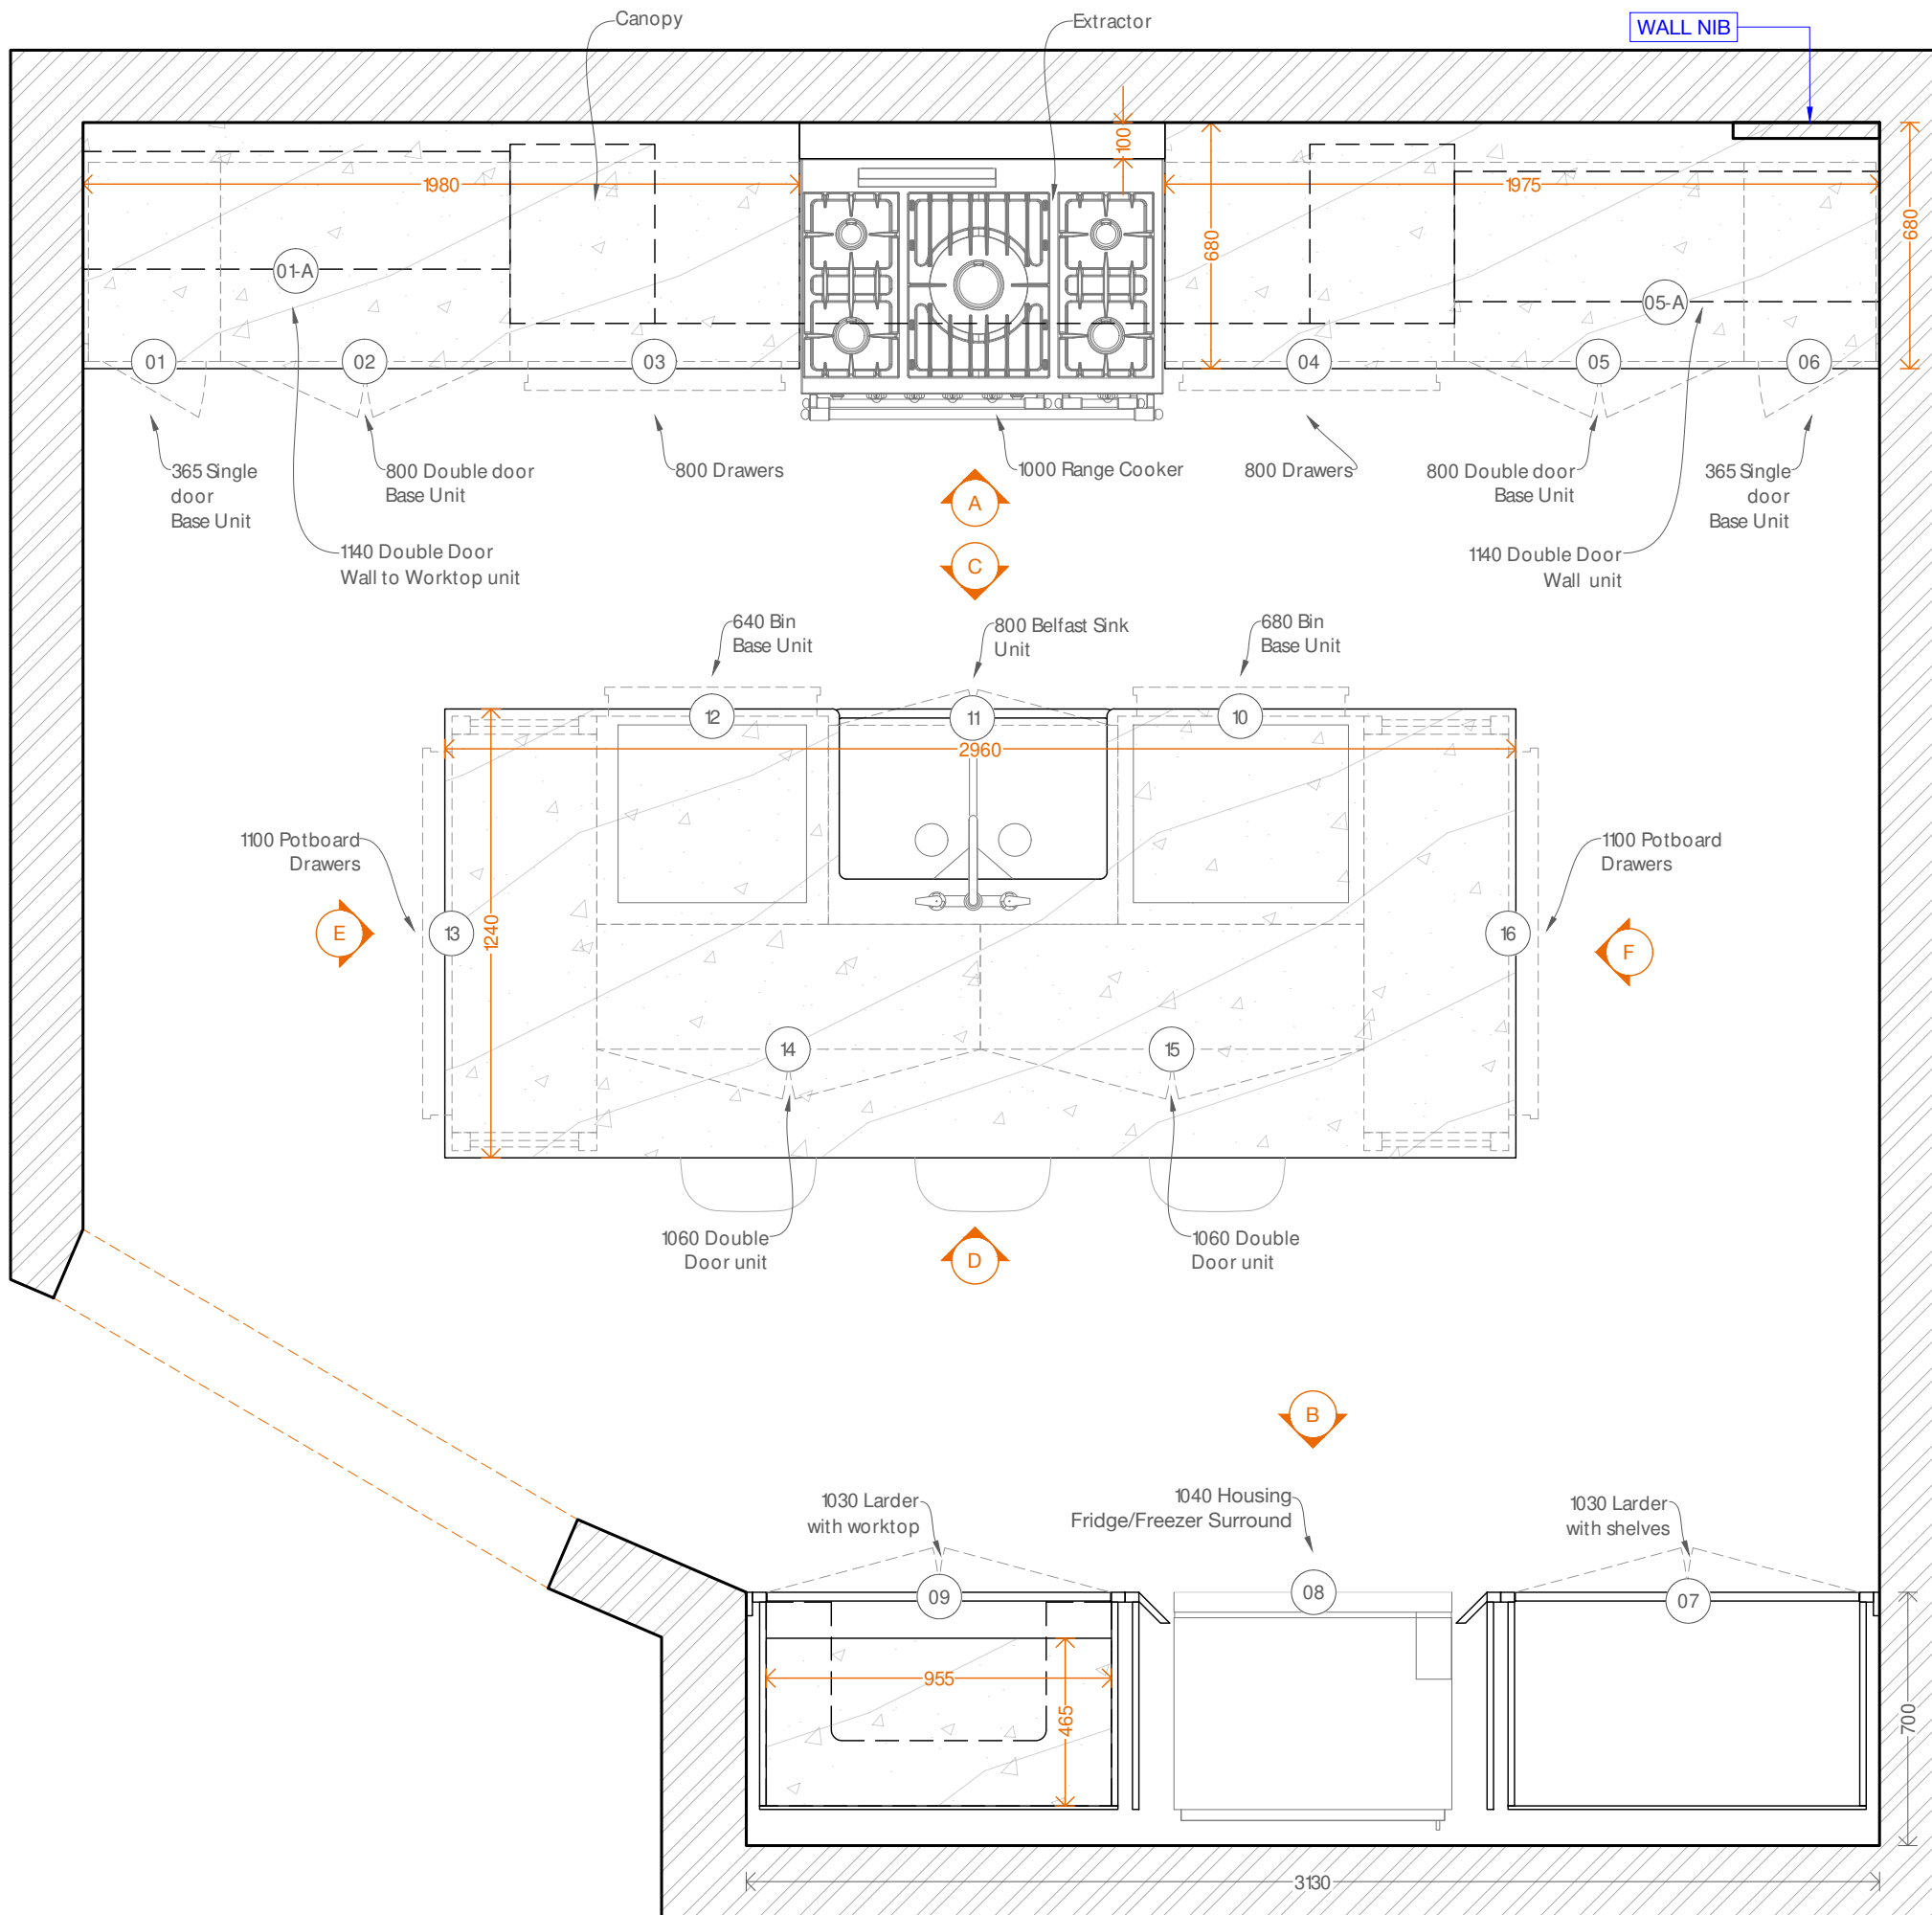 Canopy
Extractor
WALL NIB
100
1980
1975
680
680
01-A
05-A
01
02
03
04
05
06
365 Single
door
Base Unit
800 Double door
Base Unit
800 Drawers
1000 Range Cooker
800 Drawers
800 Double door
Base Unit
365 Single
door
Base Unit
A
1140 Double Door
Wall to Worktop unit
C
1140 Double Door
Wall unit
640 Bin
Base Unit
800 Belfast Sink
Unit
680 Bin
Base Unit
12
11
10
2960
1100 Potboard
Drawers
1100 Potboard
Drawers
E
13
1240
16
F
14
15
1060 Double
Door unit
D
1060 Double
Door unit
B
1030 Larder
with worktop
1040 Housing
Fridge/Freezer Surround
1030 Larder
with shelves
09
08
07
955
465
700
3130